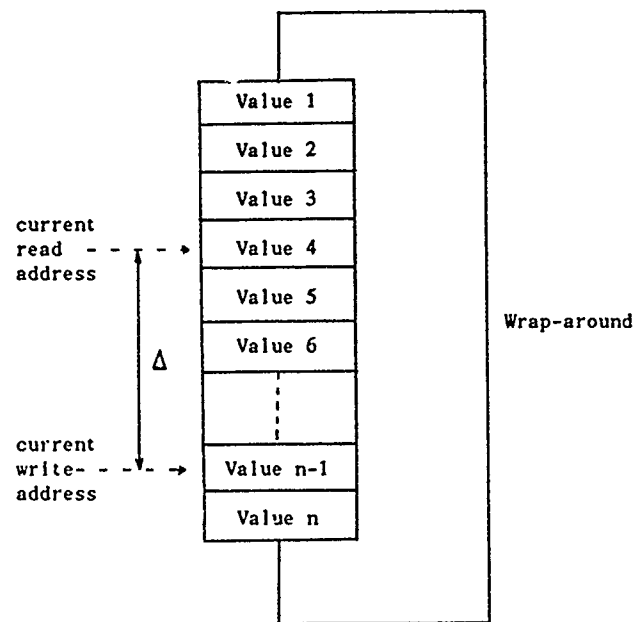 Value 1
Value 2
Value 3
current
read
address
Value 4
Value 5
Value 6
Δ
Wrap-around
current
write-
address
Value n-1
Value n